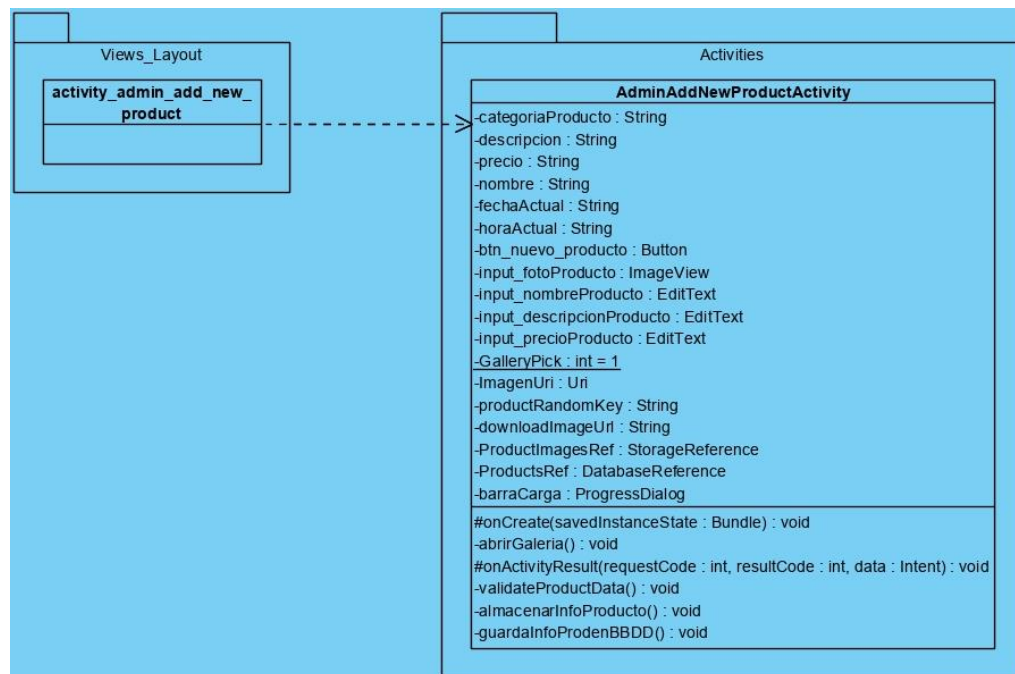 Views_Layout
activity_admin_add_new_
product
Activities
AdminAddNewProductActivity
-categoriaProducto : String
-descripcion : String
-precio : String
-nombre : String
-fechaActual : String
-horaActual : String
-btn_nuevo_producto : Button
-input_fotoProducto : ImageView
-input_nombreProducto : EditText
-input_descripcionProducto : EditText
-input_precioProducto : EditText
-GalleryPick : int = 1
-ImagenUri : Uri
-productRandomKey : String
-downloadImageUrl : String
-ProductImagesRef : StorageReference
-ProductsRef : DatabaseReference
-barraCarga : ProgressDialog
#onCreate(savedInstanceState : Bundle) : void
-abrirGaleria() : void
#onActivityResult(requestCode : int, resultCode : int, data : Intent) : void
-validateProductData() : void
-almacenarInfoProducto() : void
-guardaInfoProdenBBDD() : void